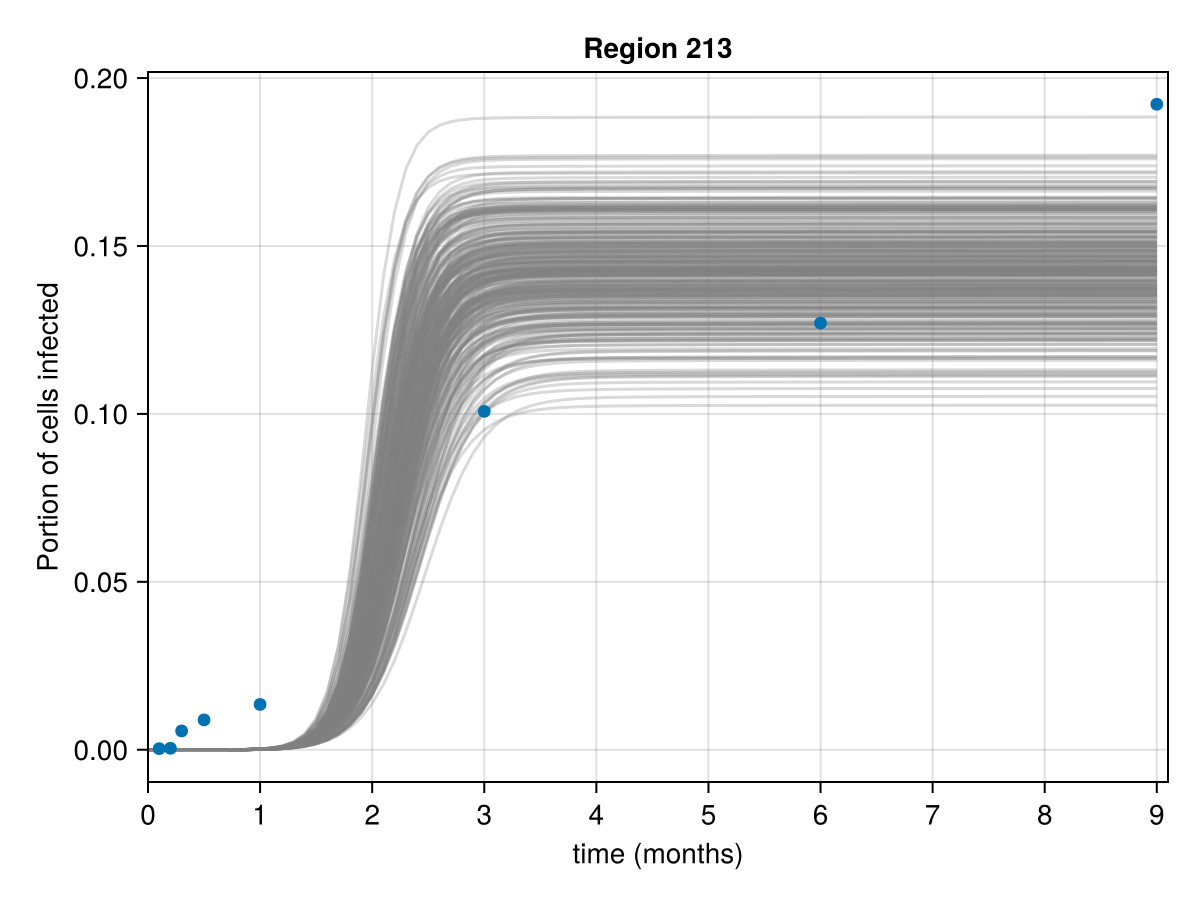 Region 213
0.20
0.15
0.10
0.05
0.00
Portion of cells infected
0 1 2 3 4 5 6 7 8 9
time (months)